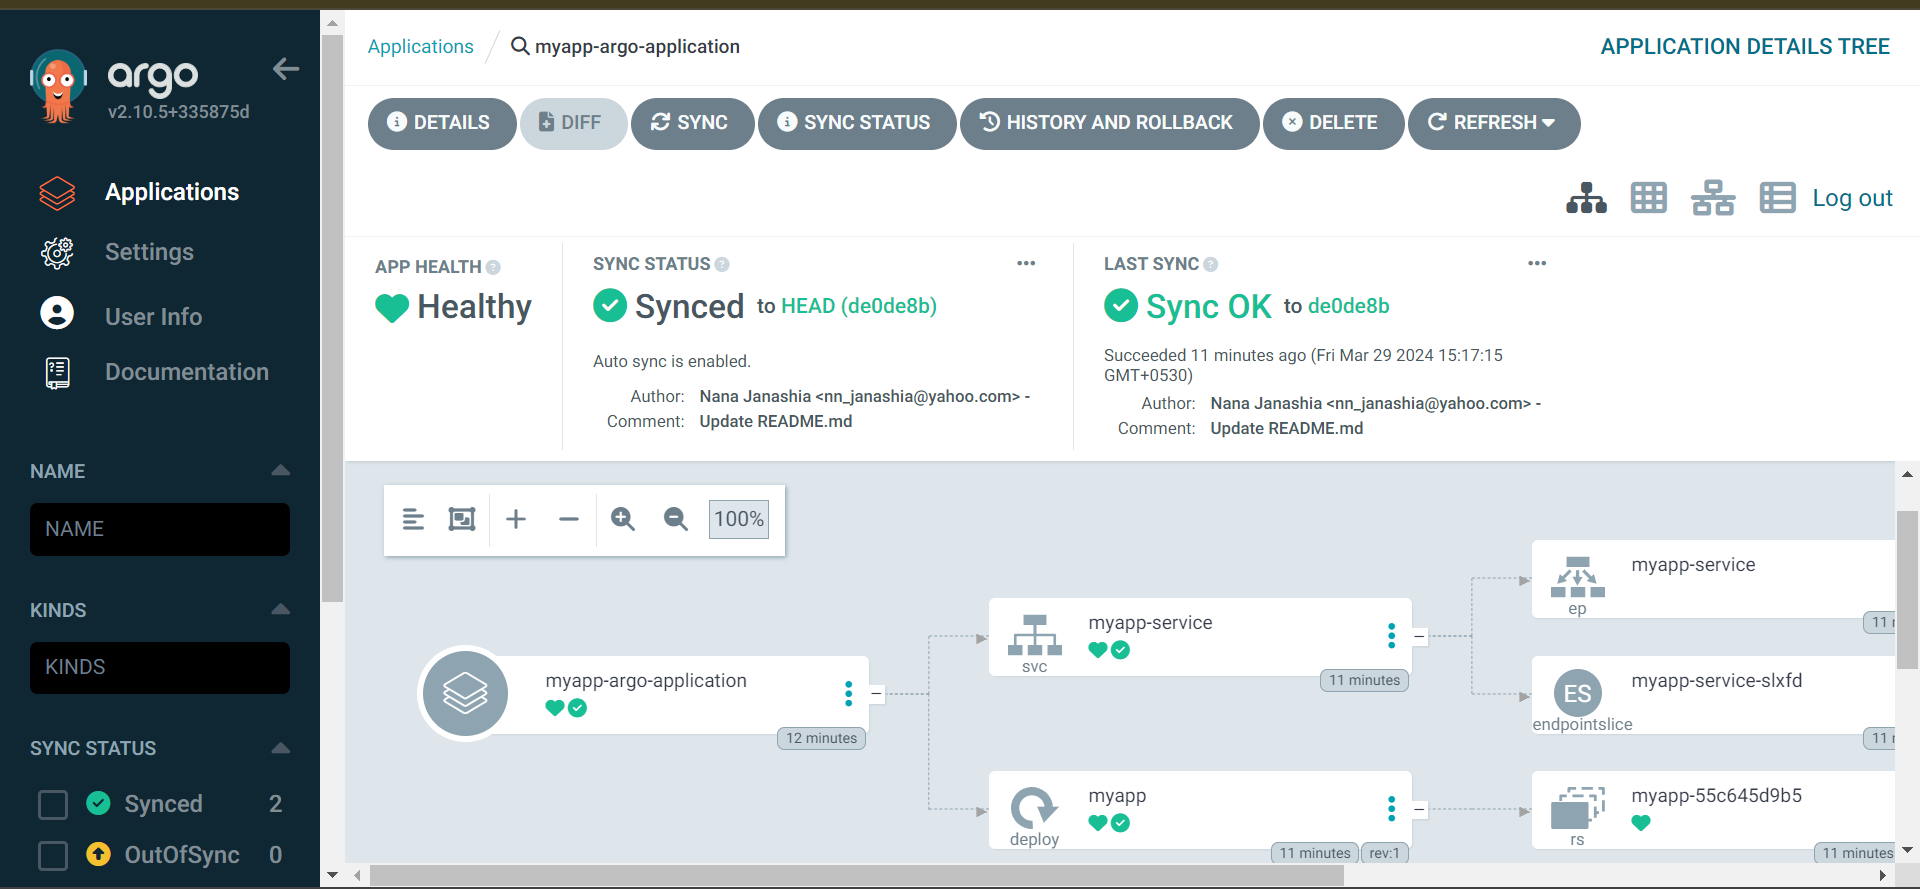 argo
v2.10.5+335875d
Applications
Settings
User Info
Documentation
NAME
NAME
KINDS
KINDS
SYNC STATUS
Synced 2
OutOfSync 0
Applications / myapp-argo-application
APPLICATION DETAILS TREE
DETAILS DIFF SYNC SYNC STATUS HISTORY AND ROLLBACK DELETE REFRESH
Log out
APP HEALTH
Healthy
SYNC STATUS
Synced to HEAD (de0de8b)
Auto sync is enabled.
Author: Nana Janashia <nn_janashia@yahoo.com> -
Comment: Update README.md
LAST SYNC
Sync OK to de0de8b
Succeeded 11 minutes ago (Fri Mar 29 2024 15:17:15
GMT+0530)
Author: Nana Janashia <nn_janashia@yahoo.com> -
Comment: Update README.md
100%
myapp-argo-application
12 minutes
myapp-service
svc
11 minutes
myapp
deploy
11 minutes rev:1
myapp-service
ep
11
myapp-service-slxfd
ES
endpointslice
11
myapp-55c645d9b5
rs
11 minutes